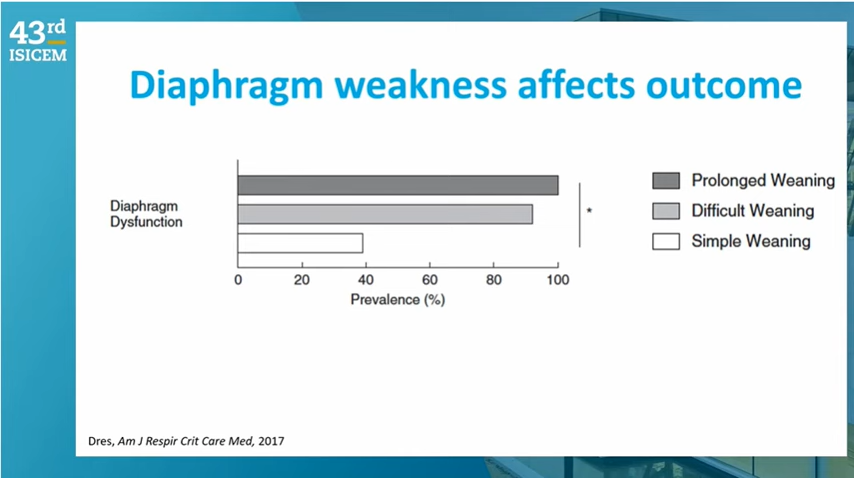 43rd
ISICEM
Diaphragm weakness affects outcome
Diaphragm
Dysfunction
*
Prolonged Weaning
Difficult Weaning
Simple Weaning
0 20 40 60 80 100
Prevalence (%)
Dres, Am J Respir Crit Care Med, 2017